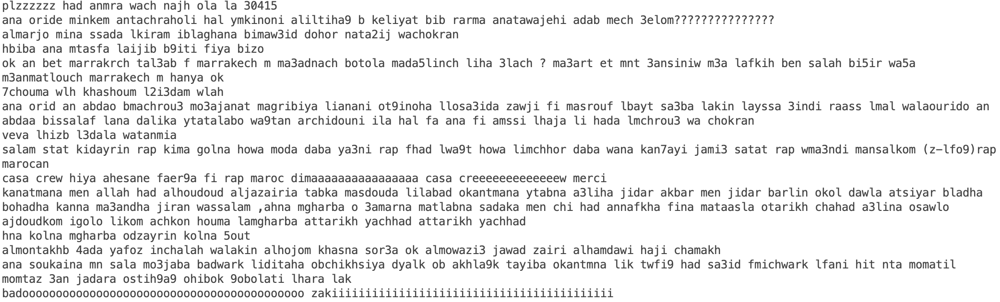 plzzzzzz had anmra wach najh ola la 30415
ana oride minkem antachraholi hal ymkinoni aliltiha9 b keliyat bib rarma anatawajehi adab mech 3elom???????????????
almarjo mina ssada lkiram iblaghana bimaw3id dohor nata2ij wachokran
hbiba ana mtasfa laijib b9iti fiya bizo
ok an bet marrakrch tal3ab f marrakech m ma3adnach botola mada5linch liha 3lach ? ma3art et mnt 3ansiniw m3a lafkih ben salah bi5ir wa5a
m3anmatlouch marrakech m hanya ok
7chouma wlh khashoum l2i3dam wlah
ana orid an abdao bmachrou3 mo3ajanat magribiya lianani ot9inoha llosa3ida zawji fi masrouf lbayt sa3ba lakin layssa 3indi raass lmal walaourido an
abdaa bissalaf lana dalika ytatalabo wa9tan archidouni ila hal fa ana fi amssi lhaja li hada lmchrou3 wa chokran
veva lhizb l3dala watanmia
salam stat kidayrin rap kima golna howa moda daba ya3ni rap fhad lwa9t howa limchhor daba wana kan7ayi jami3 satat rap wma3ndi mansalkom (z-lfo9)rap
marocan
casa crew hiya ahesane faer9a fi rap maroc dimaaaaaaaaaaaaaaaa casa creeeeeeeeeeeeeew merci
kanatmana men allah had alhoudoud aljazairia tabka masdouda lilabad okantmana ytabna a3liha jidar akbar men jidar barlin okol dawla atsiyar bladha
bohadha kanna ma3andha jiran wassalam ,ahna mgharba o 3amarna matlabna sadaka men chi had annafkha fina mataasla otarikh chahad a3lina osawlo
ajdoudkom igolo likom achkon houma lamgharba attarikh yachhad attarikh yachhad
hna kolna mgharba odzayrin kolna 5out
almontakhb 4ada yafoz inchalah walakin alhojom khasna sor3a ok almowazi3 jawad zairi alhamdawi haji chamakh
ana soukaina mn sala mo3jaba badwark liditaha obchikhsiya dyalk ob akhla9k tayiba okantmna lik twfi9 had sa3id fmichwark lfani hit nta momatil
momtaz 3an jadara ostih9a9 ohibok 9obolati lhara lak
badoooooooooooooooooooooooooooooooooooooooooo zakiiiiiiiiiiiiiiiiiiiiiiiiiiiiiiiiiiiiiiiiii